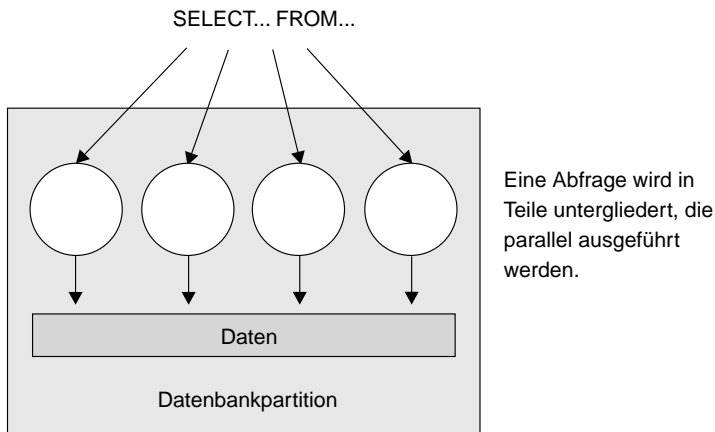 SELECT... FROM...
Eine Abfrage wird in
Teile untergliedert, die
parallel ausgeführt
werden.
Daten
Datenbankpartition